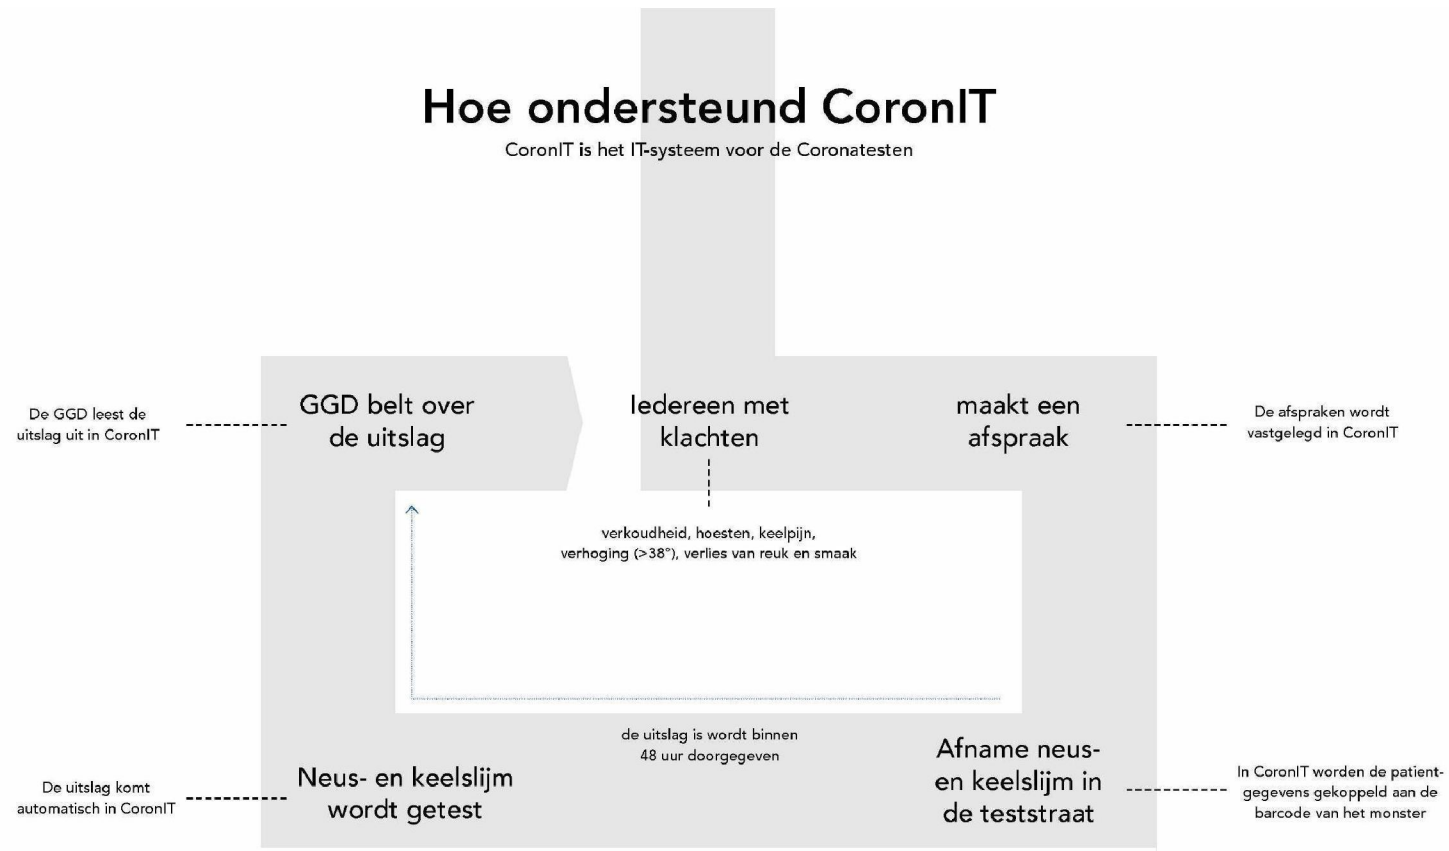 Hoe ondersteund CoronIT
CoronIT is het IT-systeem voor de Coronatesten
De GGD leest de
uitslag uit in CoronIT
GGD belt over
de uitslag
Iedereen met
klachten
maakt een
afspraak
De afspraken wordt
vastgelegd in CoronIT
verkoudheid, hoesten, keelpijn,
verhoging (>38°), verlies van reuk en smaak
de uitslag is wordt binnen
48 uur doorgegeven
De uitslag komt
automatisch in CoronIT
Neus- en keelslijm
wordt getest
Afname neus-
en keelslijm in
de teststraat
In CoronIT worden de patient-
gegevens gekoppeld aan de
barcode van het monster